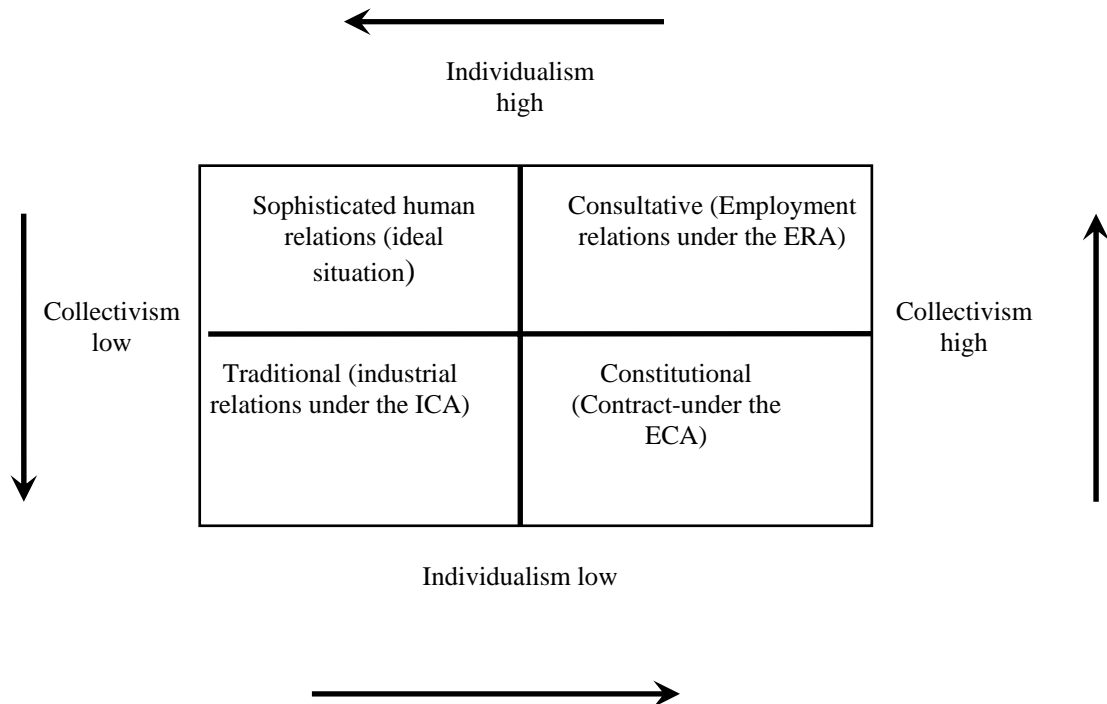 Individualism
high
Sophisticated human
relations (ideal
situation)
Consultative (Employment
relations under the ERA)
Collectivism
low
Collectivism
high
Traditional (industrial
relations under the ICA)
Constitutional
(Contract-under the
ECA)
Individualism low